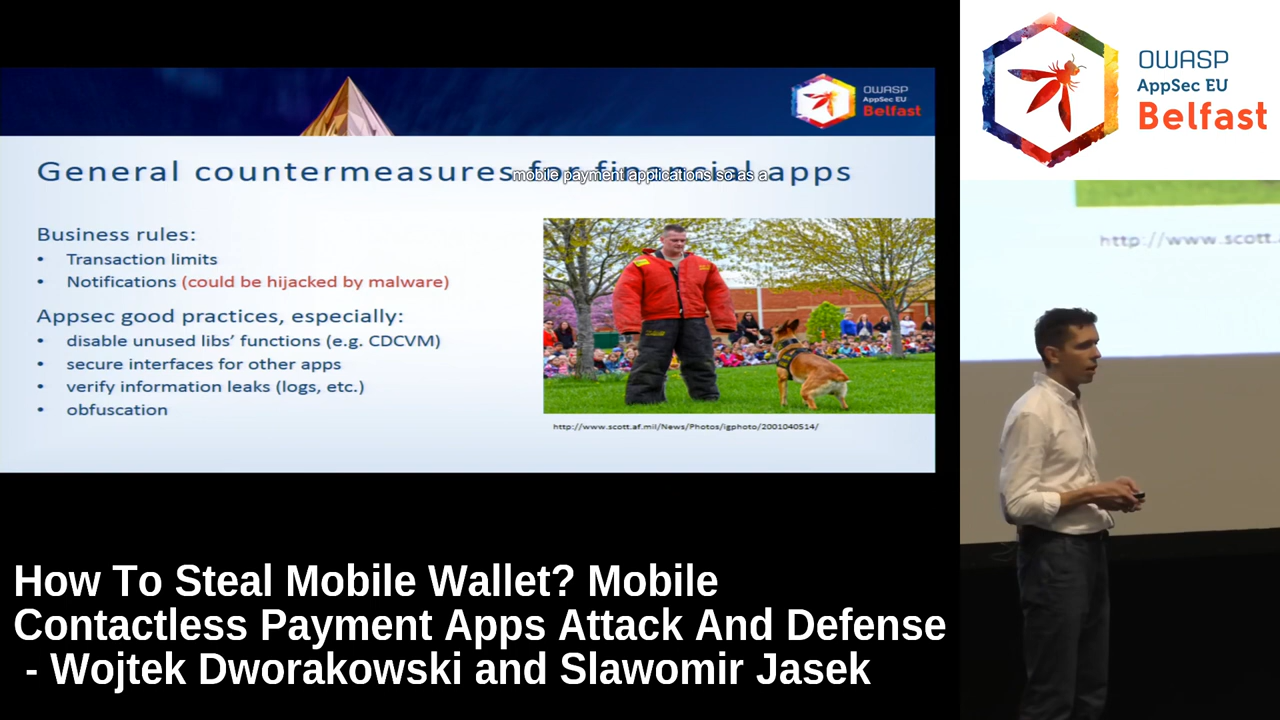 OWASP
AppSec EU
Belfast
General countermeasures for financial apps
mobile payment applications so as a
Business rules:
• Transaction limits
• Notifications (could be hijacked by malware)
Appsec good practices, especially:
• disable unused libs' functions (e.g. CDCVM)
• secure interfaces for other apps
• verify information leaks (logs, etc.)
• obfuscation
http://www.scott.af.mil/News/Photos/igphoto/2001040514/
OWASP
AppSec EU
Belfast
http://www.scott.
How To Steal Mobile Wallet? Mobile
Contactless Payment Apps Attack And Defense
- Wojtek Dworakowski and Slawomir Jasek